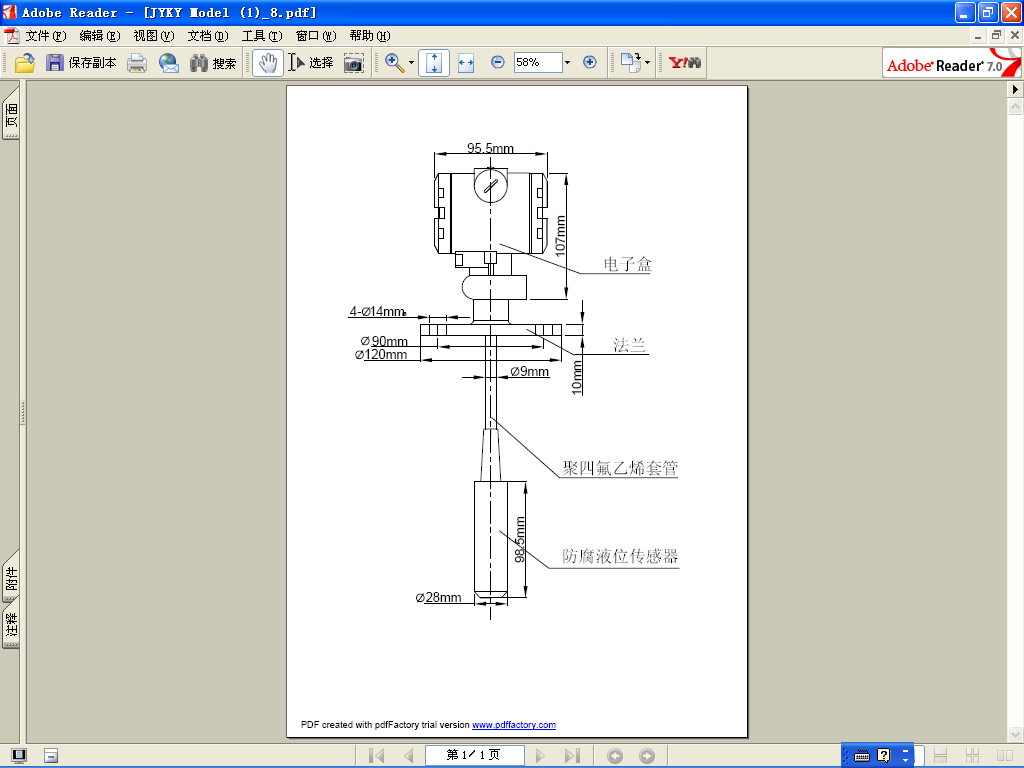 Adobe Reader - [JYKY Model (1)_8.pdf]
文件(F) 编辑(E) 视图(V) 文档(D) 工具(T) 窗口(W) 帮助(H)
保存副本 搜索 选择 58% Y! Adobe Reader 7.0
页面
95.5mm
107mm
电子盒
4-Ø14mm
Ø90mm
法兰
Ø120mm
Ø9mm
10mm
聚四氟乙烯套管
98.5mm
防腐液位传感器
Ø28mm
附件
注释
PDF created with pdfFactory trial version www.pdffactory.com
第 1 / 1 页